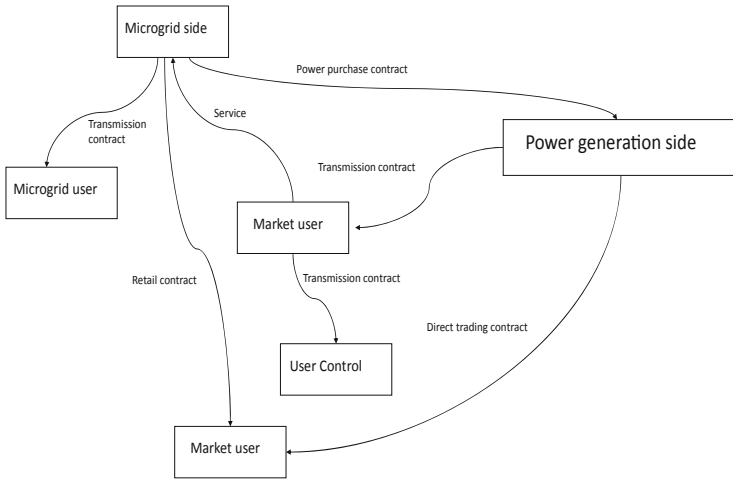 Microgrid side
Power purchase contract
Service
Transmission
contract
Power generation side
Transmission contract
Microgrid user
Market user
Transmission contract
Retail contract
Direct trading contract
User Control
Market user